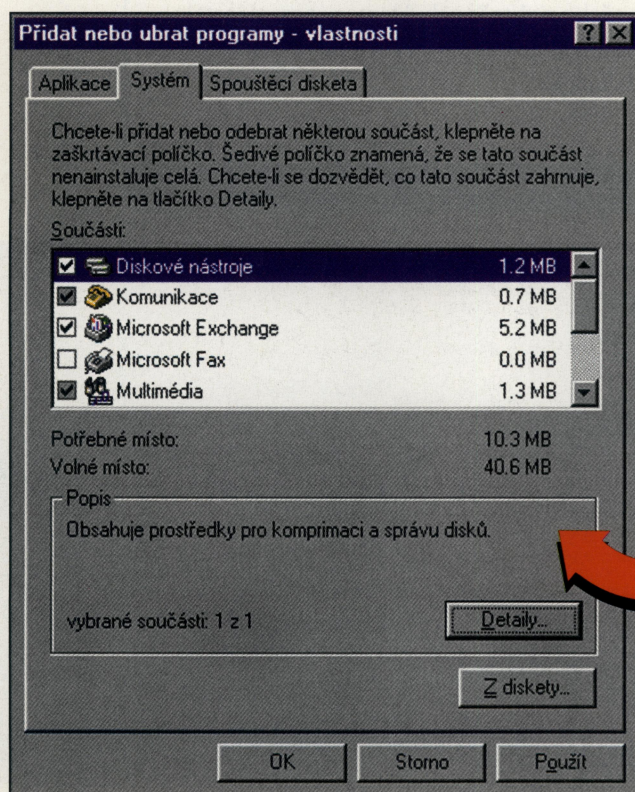 Přidat nebo ubrat programy - vlastnosti
Aplikace Systém Spouštěcí disketa
Chcete-li přidat nebo odebrat některou součást, klepněte na
zaškrtávací políčko. Šedivé políčko znamená, že se tato součást
nenainstaluje celá. Chcete-li se dozvědět, co tato součást zahrnuje,
klepněte na tlačítko Detaily.
Součásti:
Diskové nástroje 1.2 MB
Komunikace 0.7 MB
Microsoft Exchange 5.2 MB
Microsoft Fax 0.0 MB
Multimédia 1.3 MB
Potřebné místo: 10.3 MB
Volné místo: 40.6 MB
Popis
Obsahuje prostředky pro komprimaci a správu disků.
vybrané součásti: 1 z 1
Detaily...
Z diskety...
OK Storno Použít